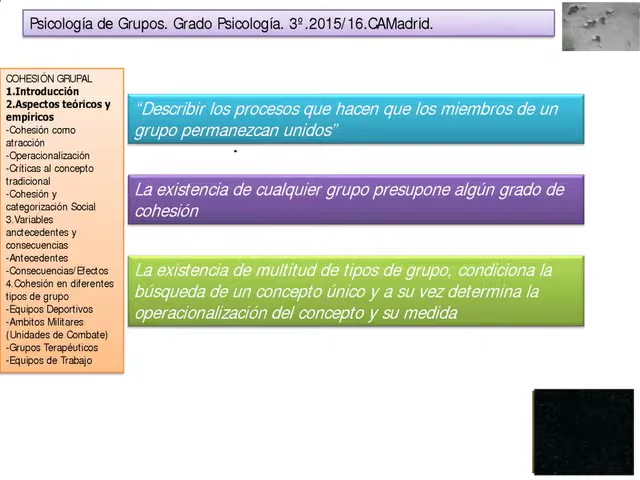 Psicología de Grupos. Grado Psicología. 3º.2015/16.CAMadrid.
COHESIÓN GRUPAL
1.Introducción
2.Aspectos teóricos y
empíricos
-Cohesión como
atracción
-Operacionalización
-Críticas al concepto
tradicional
-Cohesión y
categorización Social
3.Variables
anctecedentes y
consecuencias
-Antecedentes
-Consecuencias/Efectos
4.Cohesión en diferentes
tipos de grupo
-Equipos Deportivos
-Ambitos Militares
(Unidades de Combate)
-Grupos Terapéuticos
-Equipos de Trabajo
“Describir los procesos que hacen que los miembros de un
grupo permanezcan unidos”
La existencia de cualquier grupo presupone algún grado de
cohesión
La existencia de multitud de tipos de grupo, condiciona la
búsqueda de un concepto único y a su vez determina la
operacionalización del concepto y su medida